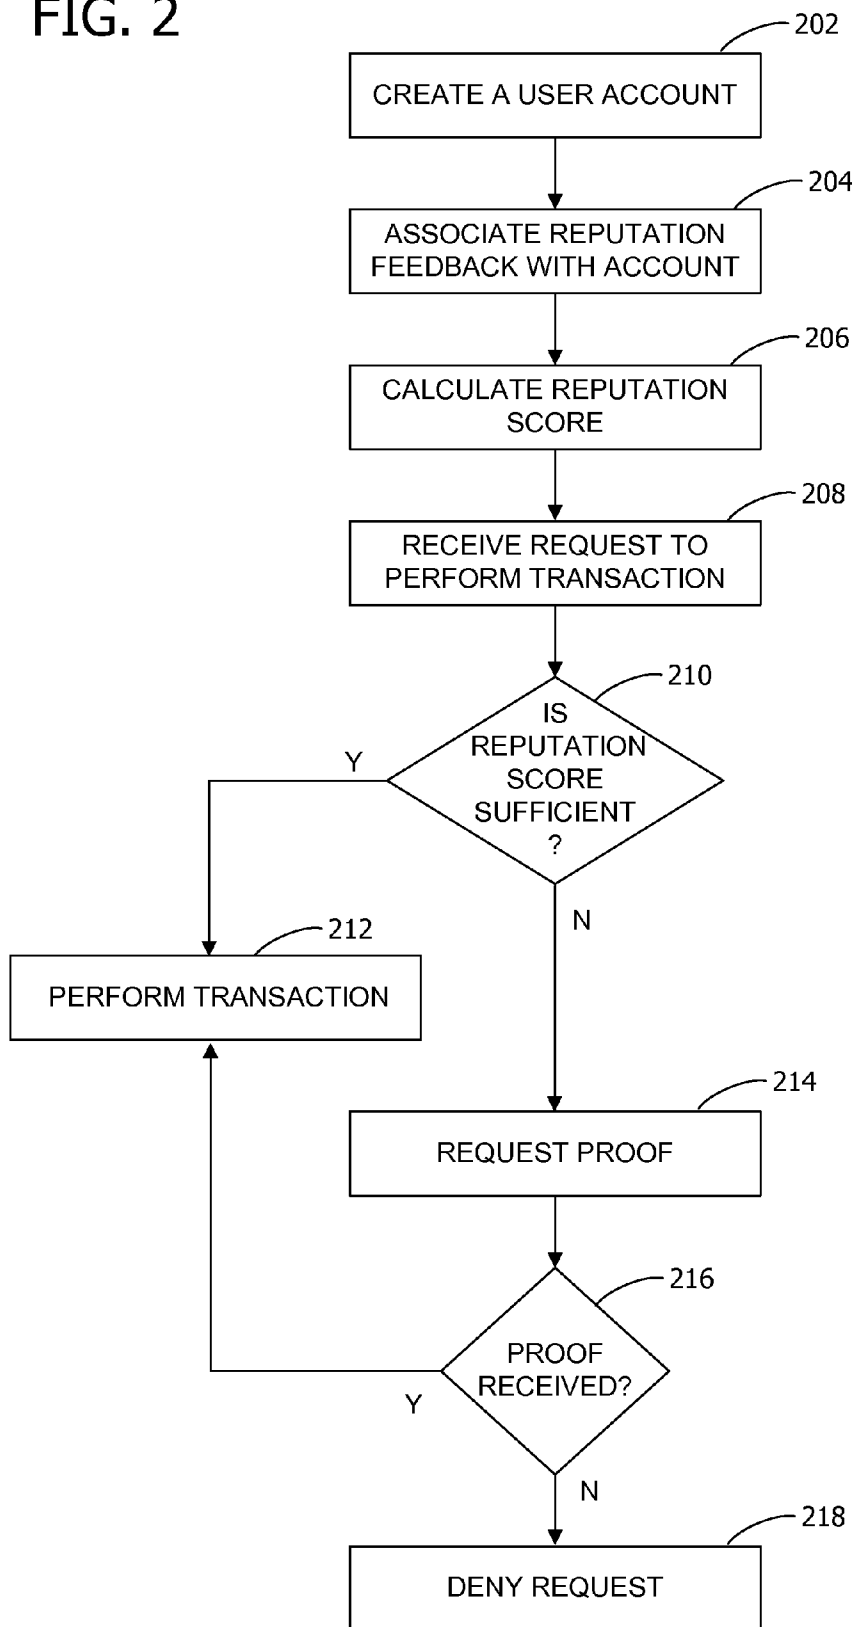 FIG. 2
202
CREATE A USER ACCOUNT
204
ASSOCIATE REPUTATION
FEEDBACK WITH ACCOUNT
206
CALCULATE REPUTATION
SCORE
208
RECEIVE REQUEST TO
PERFORM TRANSACTION
210
IS
REPUTATION
SCORE
SUFFICIENT
?
Y
N
212
PERFORM TRANSACTION
214
REQUEST PROOF
216
PROOF
RECEIVED?
Y
N
218
DENY REQUEST